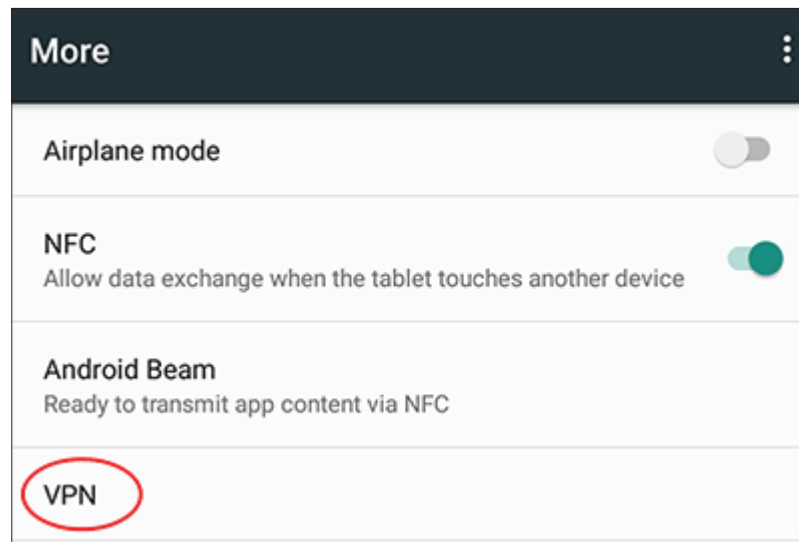 More
Airplane mode
NFC
Allow data exchange when the tablet touches another device
Android Beam
Ready to transmit app content via NFC
VPN